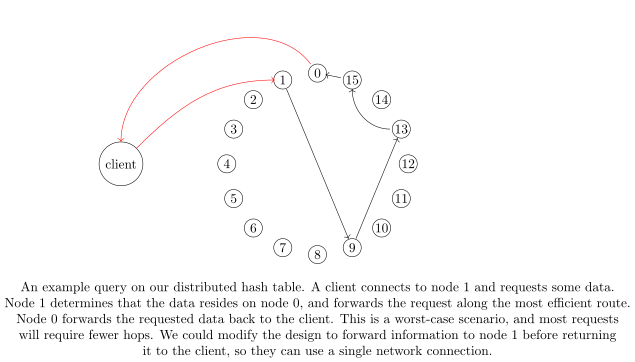 0
1
15
2
14
3
13
client
4
12
5
11
6
10
7
9
8
An example query on our distributed hash table. A client connects to node 1 and requests some data.
Node 1 determines that the data resides on node 0, and forwards the request along the most efficient route.
Node 0 forwards the requested data back to the client. This is a worst-case scenario, and most requests
will require fewer hops. We could modify the design to forward information to node 1 before returning
it to the client, so they can use a single network connection.